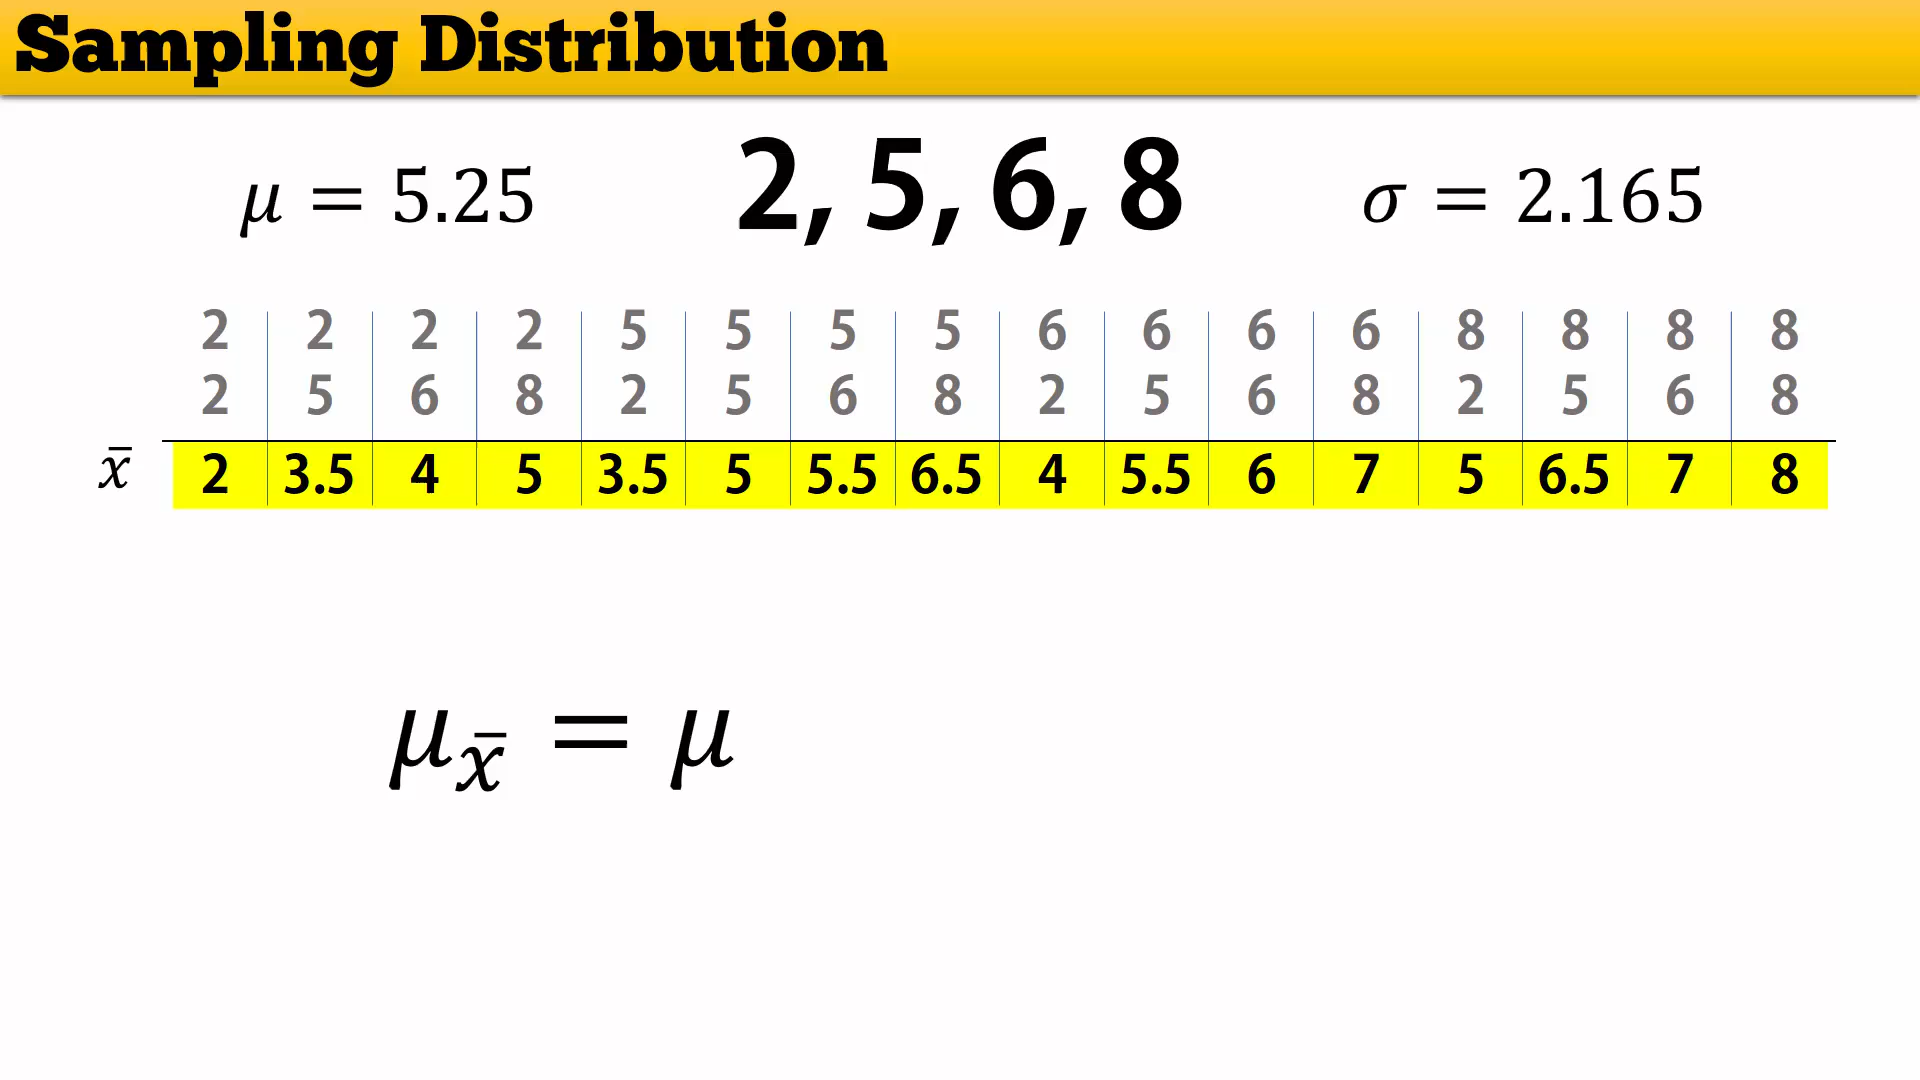 Sampling Distribution
μ = 5.25 2, 5, 6, 8 σ = 2.165
2 2 2 2 5 5 5 5 6 6 6 6 8 8 8 8
2 5 6 8 2 5 6 8 2 5 6 8 2 5 6 8
x̄ 2 3.5 4 5 3.5 5 5.5 6.5 4 5.5 6 7 5 6.5 7 8
μx̄ = μ